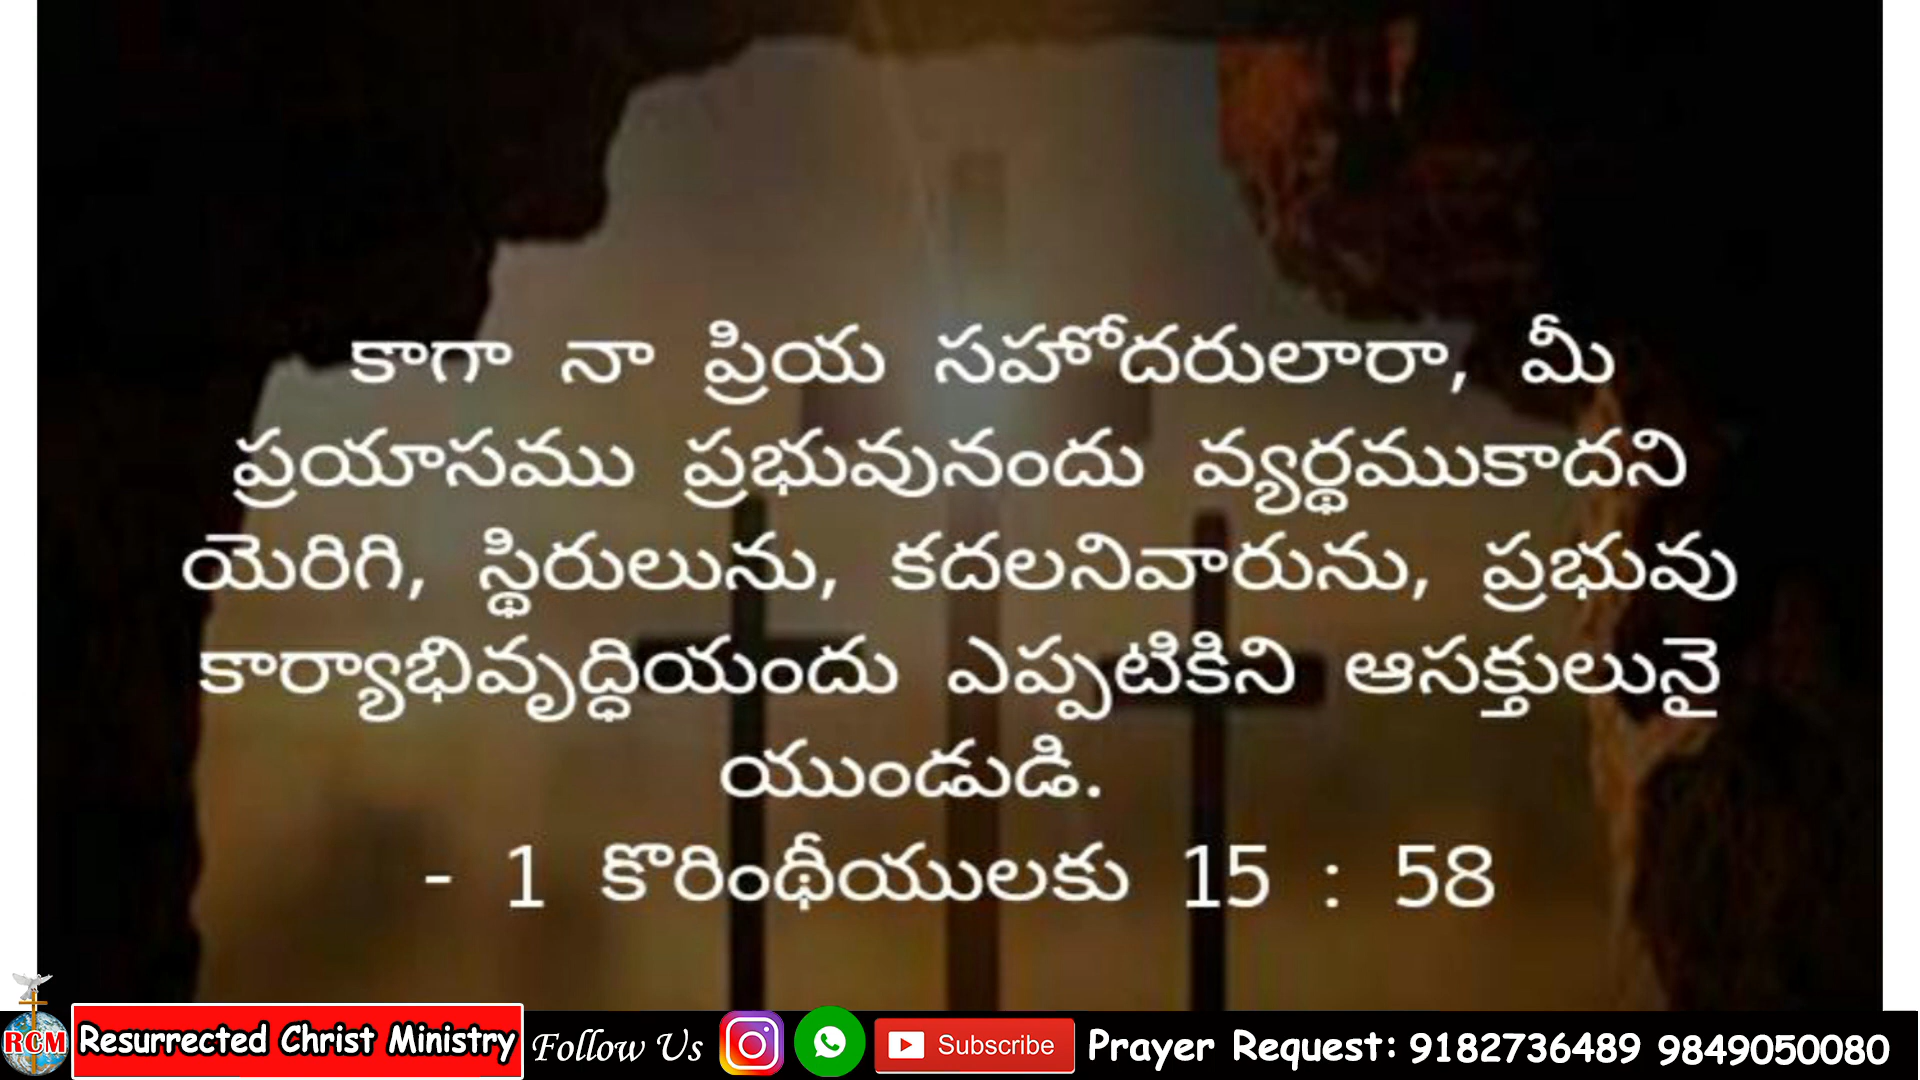 కాగా నా ప్రియ సహోదరులారా, మీ
ప్రయాసము ప్రభువునందు వ్యర్థముకాదని
యెరిగి, స్థిరులును, కదలనివారును, ప్రభువు
కార్యాభివృద్ధియందు ఎప్పటికిని ఆసక్తులునై
యుండుడి.
- 1 కొరింథీయులకు 15 : 58
RCM Resurrected Christ Ministry Follow Us Subscribe Prayer Request: 9182736489 9849050080